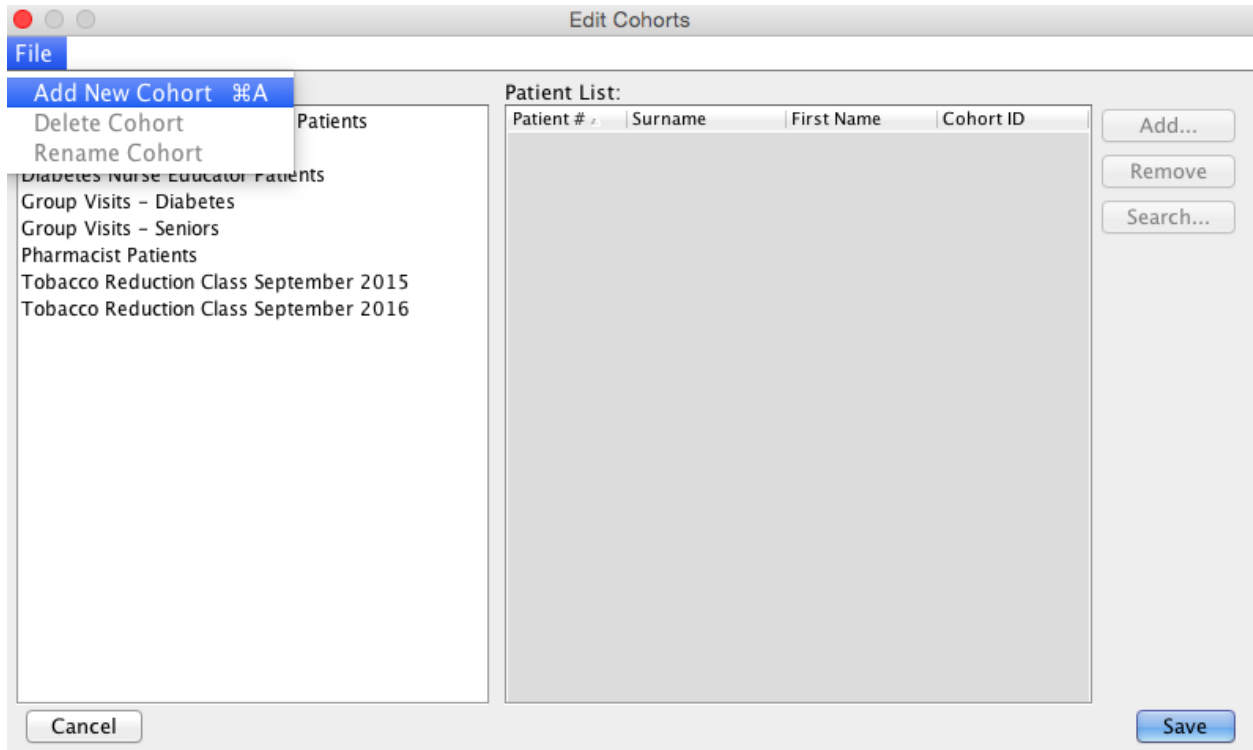 Edit Cohorts
File
Add New Cohort ⌘A
Delete Cohort
Rename Cohort
Patients
Diabetes Nurse Educator Patients
Group Visits - Diabetes
Group Visits - Seniors
Pharmacist Patients
Tobacco Reduction Class September 2015
Tobacco Reduction Class September 2016
Patient List:
Patient # Surname First Name Cohort ID
Add...
Remove
Search...
Cancel
Save